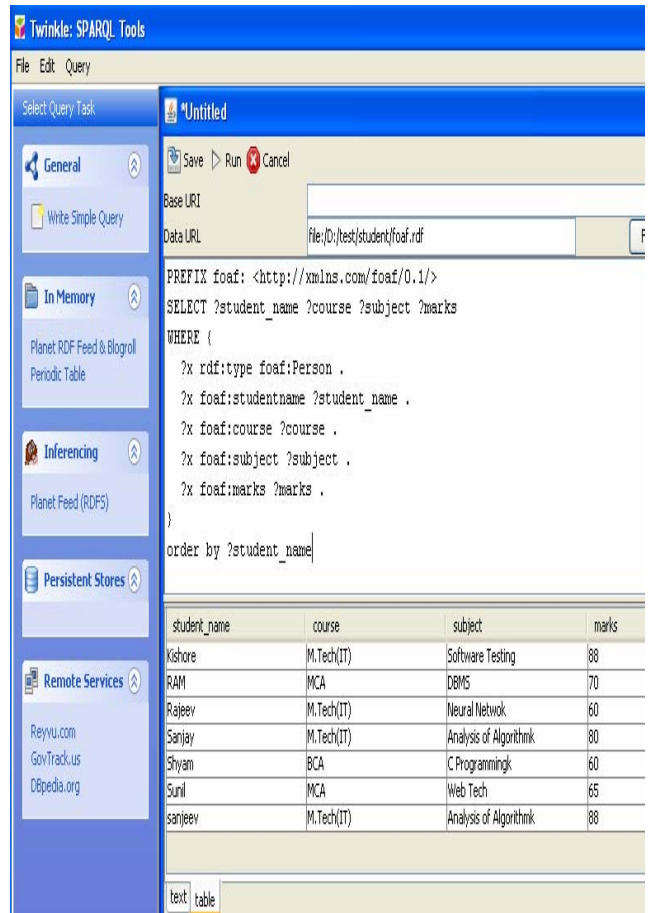 Twinkle: SPARQL Tools
File Edit Query
Select Query Task
General
Write Simple Query
In Memory
Planet RDF Feed & Blogroll
Periodic Table
Inferencing
Planet Feed (RDFS)
Persistent Stores
Remote Services
Reyvu.com
GovTrack.us
DBpedia.org
*Untitled
Save Run Cancel
Base URI
Data URL file:/D:/test/student/foaf.rdf F
PREFIX foaf: <http://xmlns.com/foaf/0.1/>
SELECT ?student_name ?course ?subject ?marks
WHERE {
?x rdf:type foaf:Person .
?x foaf:studentname ?student_name .
?x foaf:course ?course .
?x foaf:subject ?subject .
?x foaf:marks ?marks .
}
order by ?student_name
student_name course subject marks
Kishore M.Tech(IT) Software Testing 88
RAM MCA DBMS 70
Rajeev M.Tech(IT) Neural Netwok 60
Sanjay M.Tech(IT) Analysis of Algorithmk 80
Shyam BCA C Programmingk 60
Sunil MCA Web Tech 65
sanjeev M.Tech(IT) Analysis of Algorithmk 88
text table